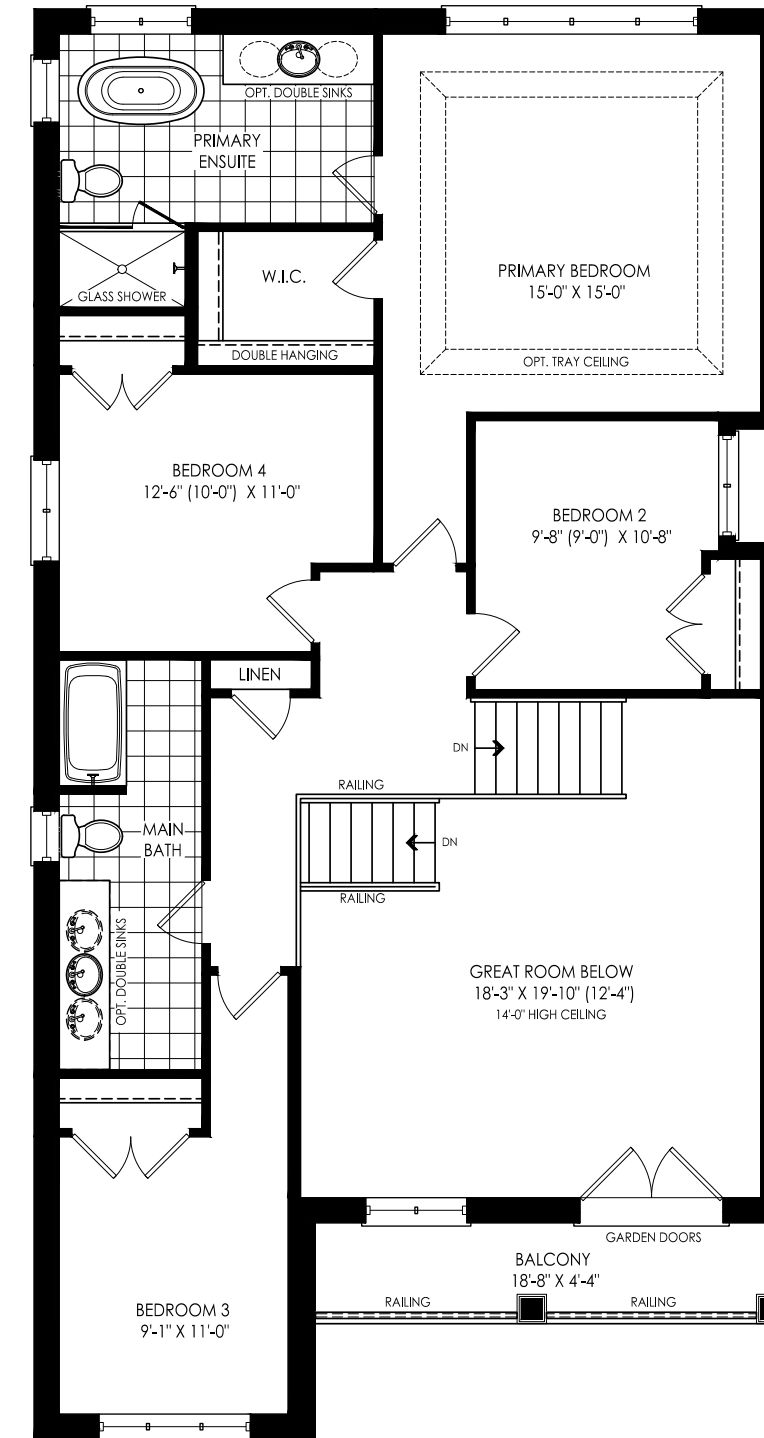 OPT. DOUBLE SINKS
PRIMARY
ENSUITE
GLASS SHOWER
W.I.C.
DOUBLE HANGING
PRIMARY BEDROOM
15'-0" X 15'-0"
OPT. TRAY CEILING
BEDROOM 4
12'-6" (10'-0") X 11'-0"
BEDROOM 2
9'-8" (9'-0") X 10'-8"
LINEN
DN
RAILING
DN
RAILING
MAIN
BATH
OPT. DOUBLE SINKS
GREAT ROOM BELOW
18'-3" X 19'-10" (12'-4")
14'-0" HIGH CEILING
GARDEN DOORS
BALCONY
18'-8" X 4'-4"
RAILING
RAILING
BEDROOM 3
9'-1" X 11'-0"